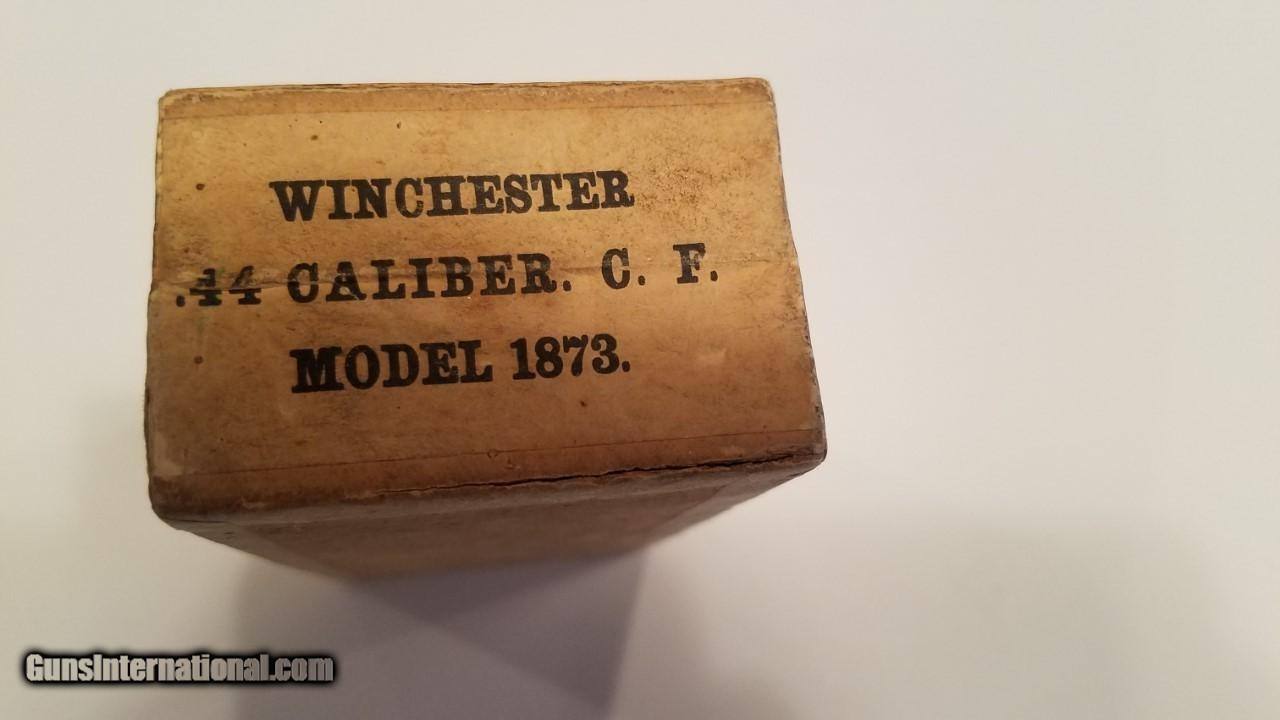 WINCHESTER
.44 CALIBER. C. F.
MODEL 1873.
GunsInternational.com